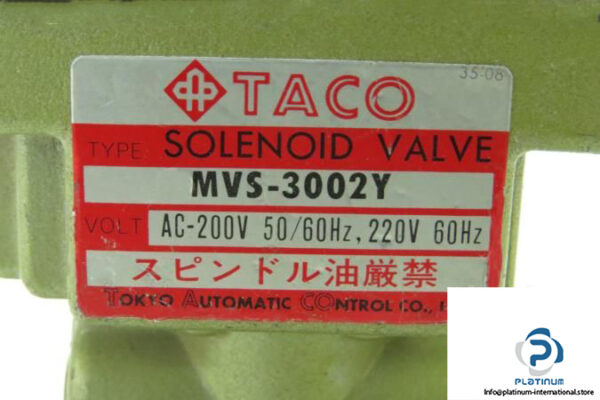 35-08
TACO
TYPE SOLENOID VALVE
MVS-3002Y
VOLT AC-200V 50/60Hz, 220V 60Hz
スピンドル油厳禁
TOKYO AUTOMATIC CONTROL CO.,
PLATINUM
Info@platinum-international.store